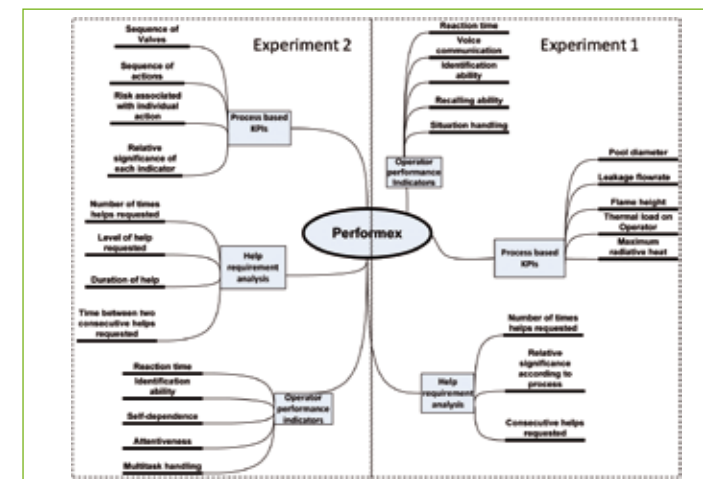 Experiment 2
Sequence of
Valves
Sequence of
actions
Risk associated
with individual
action
Relative
significance of
each indicator
Process based
KPIs
Number of times
helps requested
Level of help
requested
Duration of help
Time between two
consecutive helps
requested
Help
requirement
analysis
Reaction time
Identification
ability
Self-dependence
Attentiveness
Multitask handling
Operator
performance
indicators
Performex
Experiment 1
Reaction time
Voice
communication
Identification
ability
Recalling ability
Situation handling
Operator
performance
Indicators
Pool diameter
Leakage flowrate
Flame height
Thermal load on
Operator
Maximum
radiative heat
Process based
KPIs
Number of times
helps requested
Relative
significance
according to
process
Consecutive helps
requested
Help
requirement
analysis